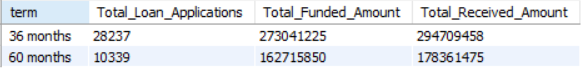 term Total_Loan_Applications Total_Funded_Amount Total_Received_Amount
36 months 28237 273041225 294709458
60 months 10339 162715850 178361475